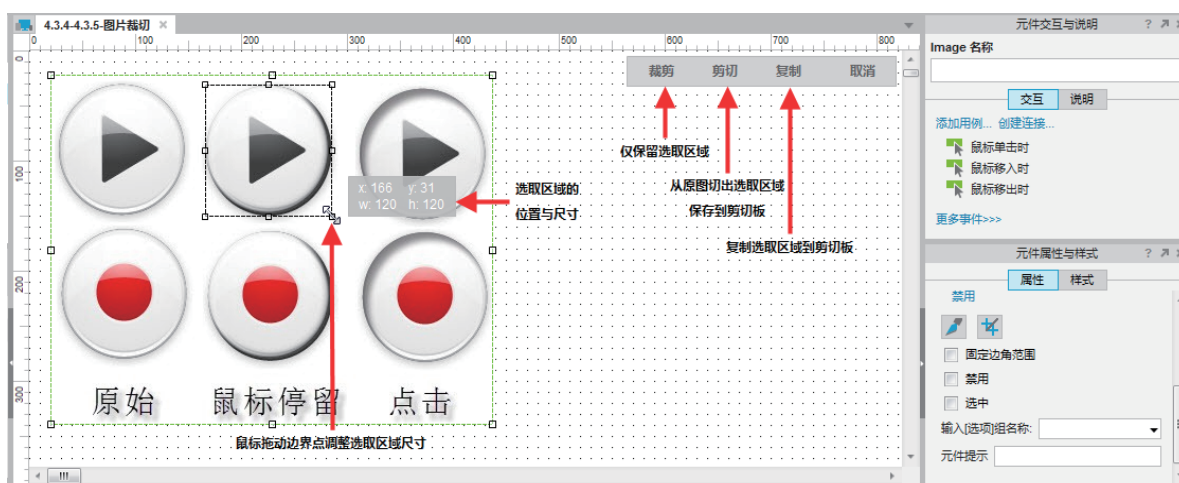 4.3.4-4.3.5-图片裁切
0 100 200 300 400 500 600 700 800
100
200
300
裁剪 剪切 复制 取消
仅保留选取区域
从原图切出选取区域
保存到剪切板
复制选取区域到剪切板
x: 166 y: 31
w: 120 h: 120
选取区域的
位置与尺寸
原始 鼠标停留 点击
鼠标拖动边界点调整选取区域尺寸
元件交互与说明
Image 名称
交互 说明
添加用例... 创建连接...
鼠标单击时
鼠标移入时
鼠标移出时
更多事件>>>
元件属性与样式
属性 样式
禁用
固定边角范围
禁用
选中
输入[选项]组名称:
元件提示